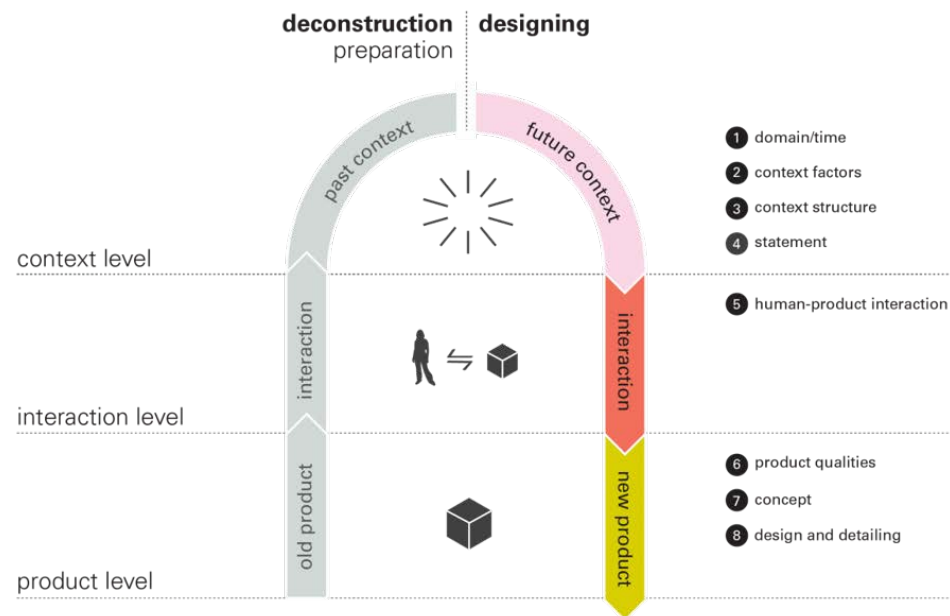 deconstruction
preparation
designing
past context
future context
1 domain/time
2 context factors
3 context structure
4 statement
context level
interaction
interaction
5 human-product interaction
interaction level
old product
new product
6 product qualities
7 concept
8 design and detailing
product level